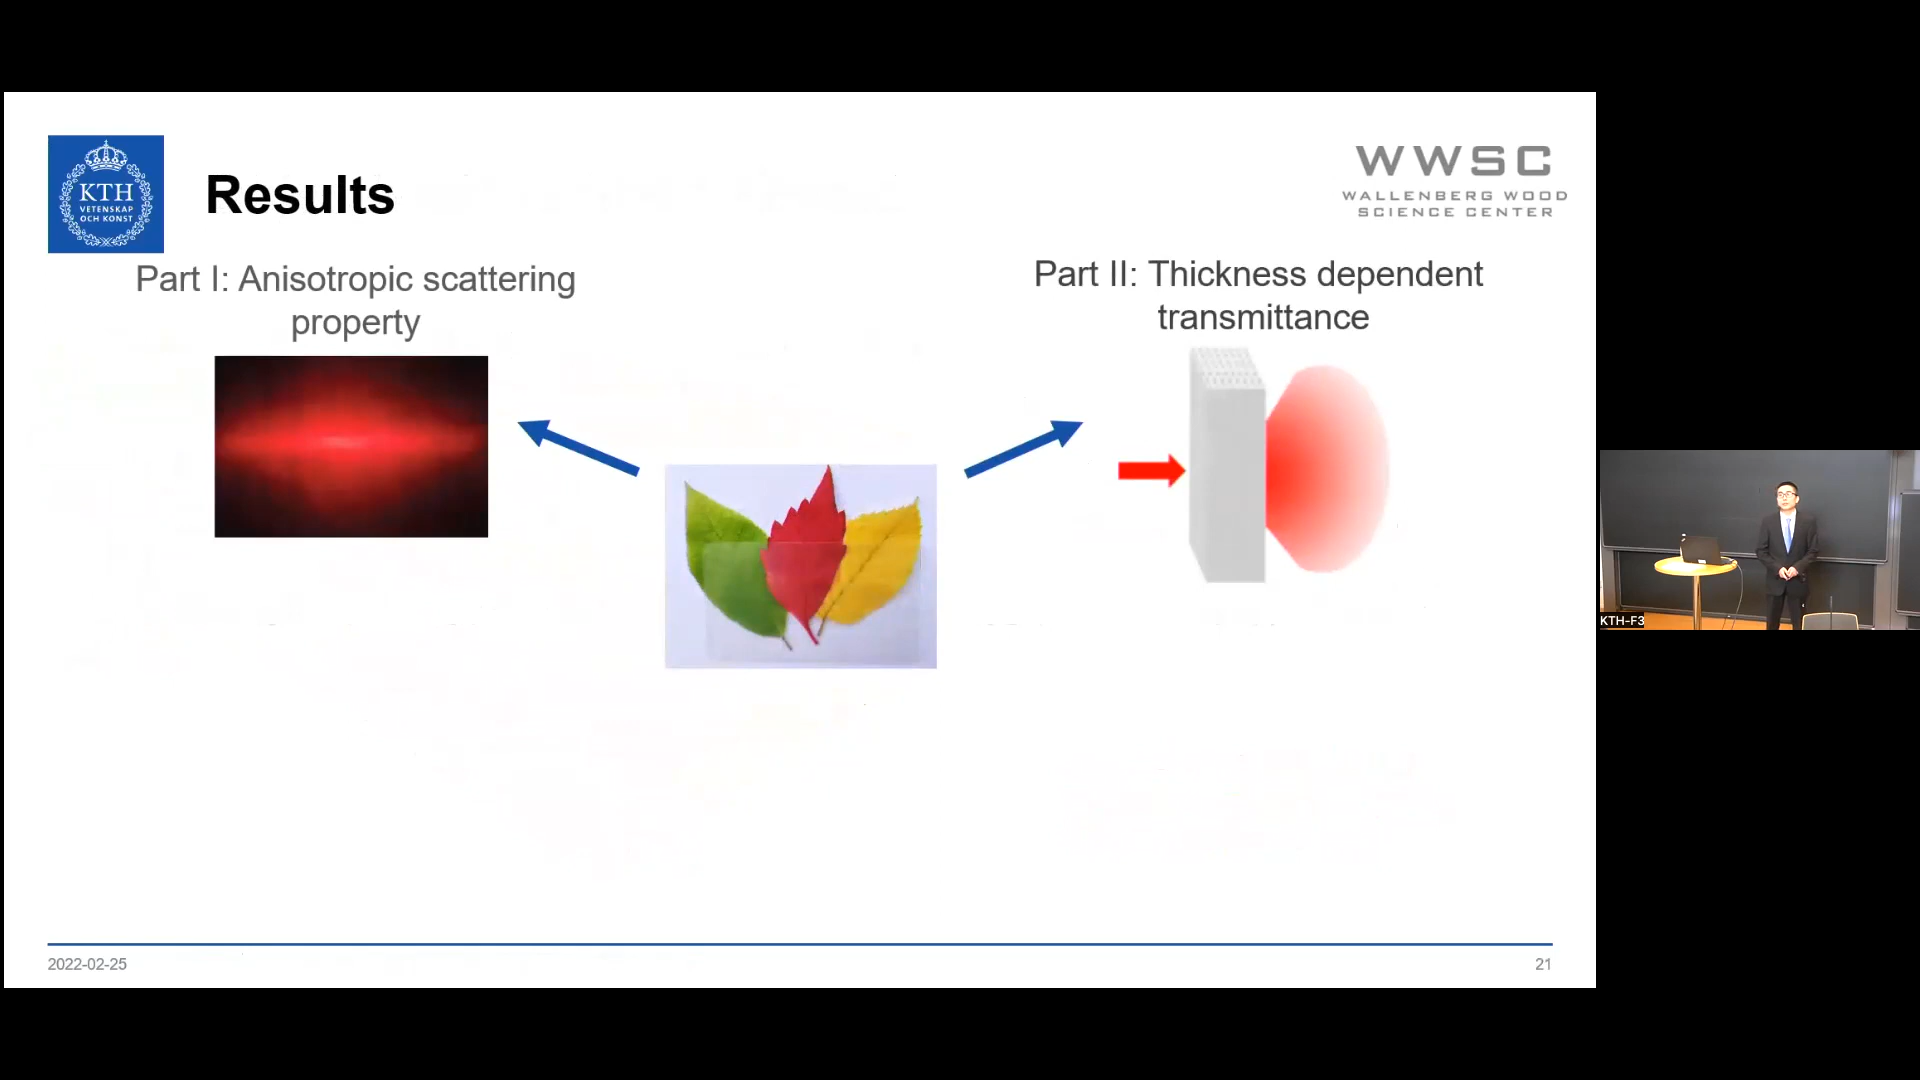 KTH
VETENSKAP
OCH KONST
Results
WWSC
WALLENBERG WOOD
SCIENCE CENTER
Part I: Anisotropic scattering
property
Part II: Thickness dependent
transmittance
2022-02-25
21
KTH-F3